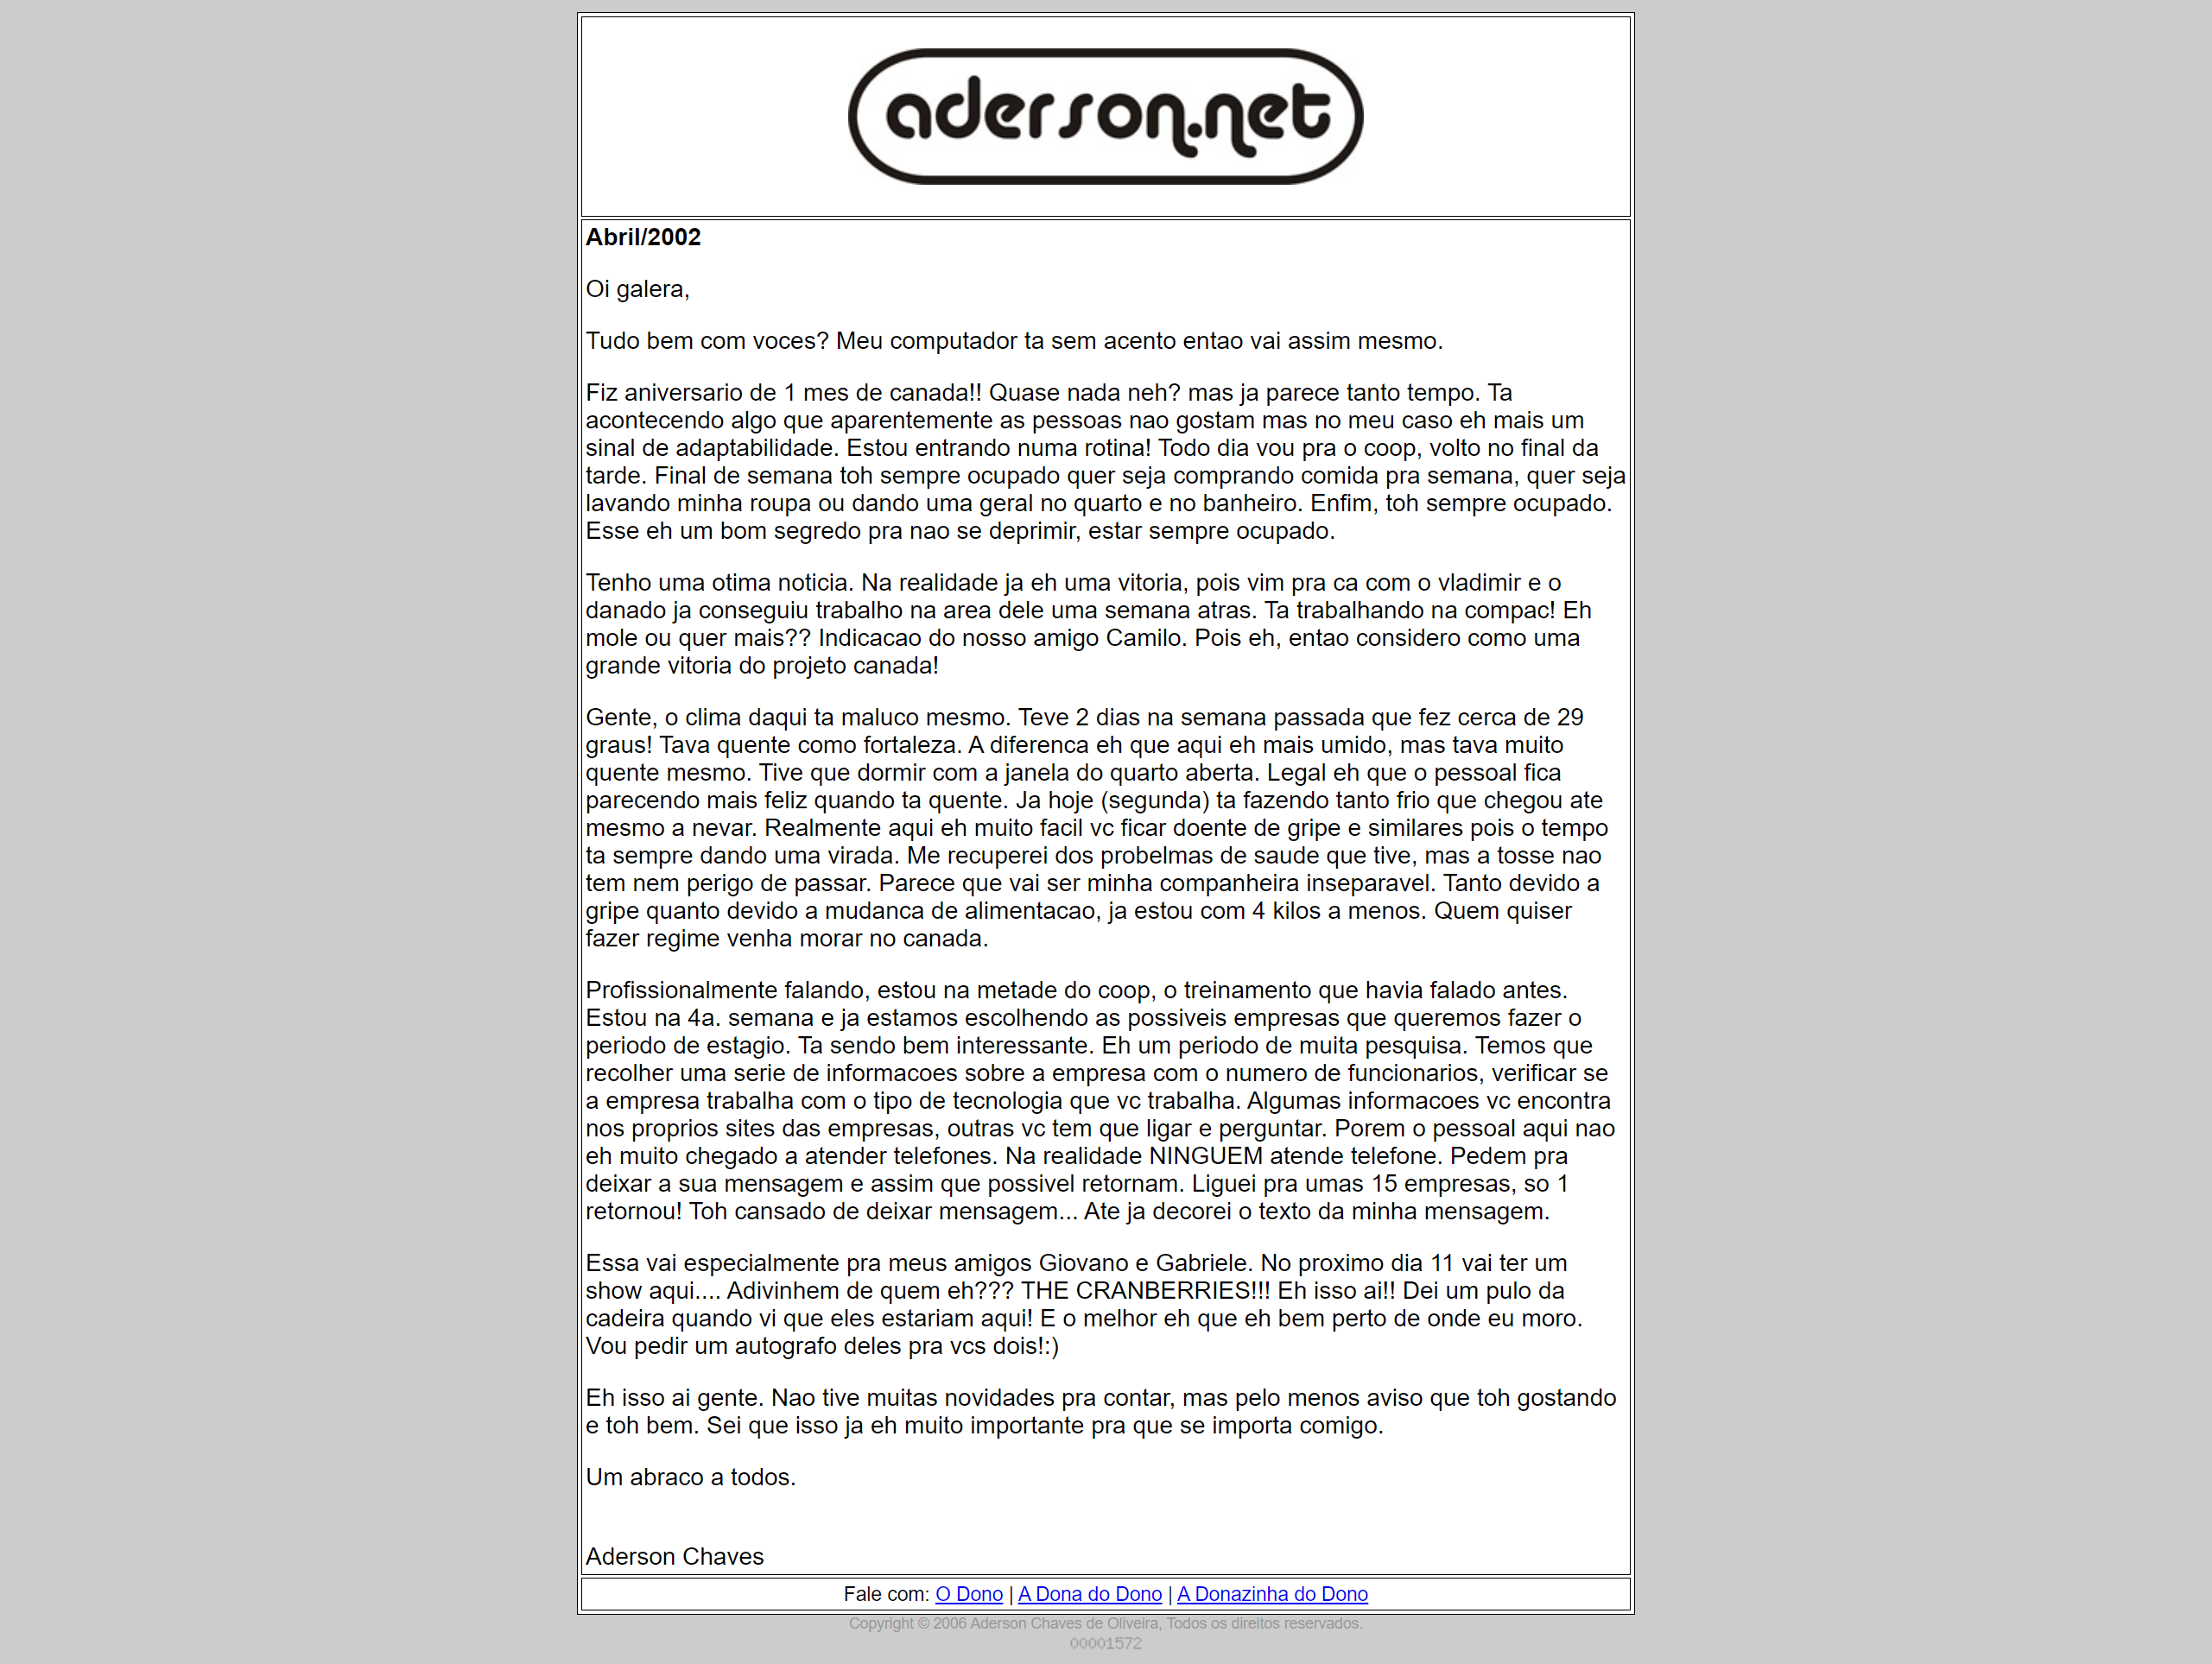 aderson.net
Abril/2002
Oi galera,
Tudo bem com voces? Meu computador ta sem acento entao vai assim mesmo.
Fiz aniversario de 1 mes de canada!! Quase nada neh? mas ja parece tanto tempo. Ta
acontecendo algo que aparentemente as pessoas nao gostam mas no meu caso eh mais um
sinal de adaptabilidade. Estou entrando numa rotina! Todo dia vou pra o coop, volto no final da
tarde. Final de semana toh sempre ocupado quer seja comprando comida pra semana, quer seja
lavando minha roupa ou dando uma geral no quarto e no banheiro. Enfim, toh sempre ocupado.
Esse eh um bom segredo pra nao se deprimir, estar sempre ocupado.
Tenho uma otima noticia. Na realidade ja eh uma vitoria, pois vim pra ca com o vladimir e o
danado ja conseguiu trabalho na area dele uma semana atras. Ta trabalhando na compac! Eh
mole ou quer mais?? Indicacao do nosso amigo Camilo. Pois eh, entao considero como uma
grande vitoria do projeto canada!
Gente, o clima daqui ta maluco mesmo. Teve 2 dias na semana passada que fez cerca de 29
graus! Tava quente como fortaleza. A diferenca eh que aqui eh mais umido, mas tava muito
quente mesmo. Tive que dormir com a janela do quarto aberta. Legal eh que o pessoal fica
parecendo mais feliz quando ta quente. Ja hoje (segunda) ta fazendo tanto frio que chegou ate
mesmo a nevar. Realmente aqui eh muito facil vc ficar doente de gripe e similares pois o tempo
ta sempre dando uma virada. Me recuperei dos probelmas de saude que tive, mas a tosse nao
tem nem perigo de passar. Parece que vai ser minha companheira inseparavel. Tanto devido a
gripe quanto devido a mudanca de alimentacao, ja estou com 4 kilos a menos. Quem quiser
fazer regime venha morar no canada.
Profissionalmente falando, estou na metade do coop, o treinamento que havia falado antes.
Estou na 4a. semana e ja estamos escolhendo as possiveis empresas que queremos fazer o
periodo de estagio. Ta sendo bem interessante. Eh um periodo de muita pesquisa. Temos que
recolher uma serie de informacoes sobre a empresa com o numero de funcionarios, verificar se
a empresa trabalha com o tipo de tecnologia que vc trabalha. Algumas informacoes vc encontra
nos proprios sites das empresas, outras vc tem que ligar e perguntar. Porem o pessoal aqui nao
eh muito chegado a atender telefones. Na realidade NINGUEM atende telefone. Pedem pra
deixar a sua mensagem e assim que possivel retornam. Liguei pra umas 15 empresas, so 1
retornou! Toh cansado de deixar mensagem... Ate ja decorei o texto da minha mensagem.
Essa vai especialmente pra meus amigos Giovano e Gabriele. No proximo dia 11 vai ter um
show aqui.... Adivinhem de quem eh??? THE CRANBERRIES!!! Eh isso ai!! Dei um pulo da
cadeira quando vi que eles estariam aqui! E o melhor eh que eh bem perto de onde eu moro.
Vou pedir um autografo deles pra vcs dois!:)
Eh isso ai gente. Nao tive muitas novidades pra contar, mas pelo menos aviso que toh gostando
e toh bem. Sei que isso ja eh muito importante pra que se importa comigo.
Um abraco a todos.
Aderson Chaves
Fale com: O Dono | A Dona do Dono | A Donazinha do Dono
Copyright © 2006 Aderson Chaves de Oliveira, Todos os direitos reservados.
00001572